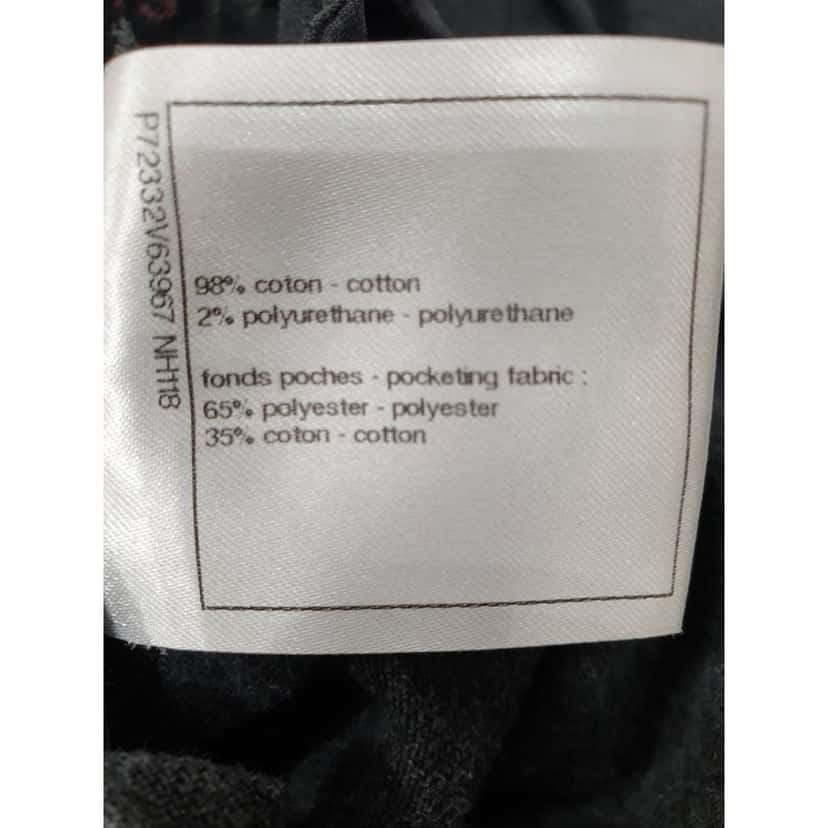 P72332V63967 NH118
98% coton - cotton
2% polyurethane - polyurethane
fonds poches - pocketing fabric :
65% polyester - polyester
35% coton - cotton